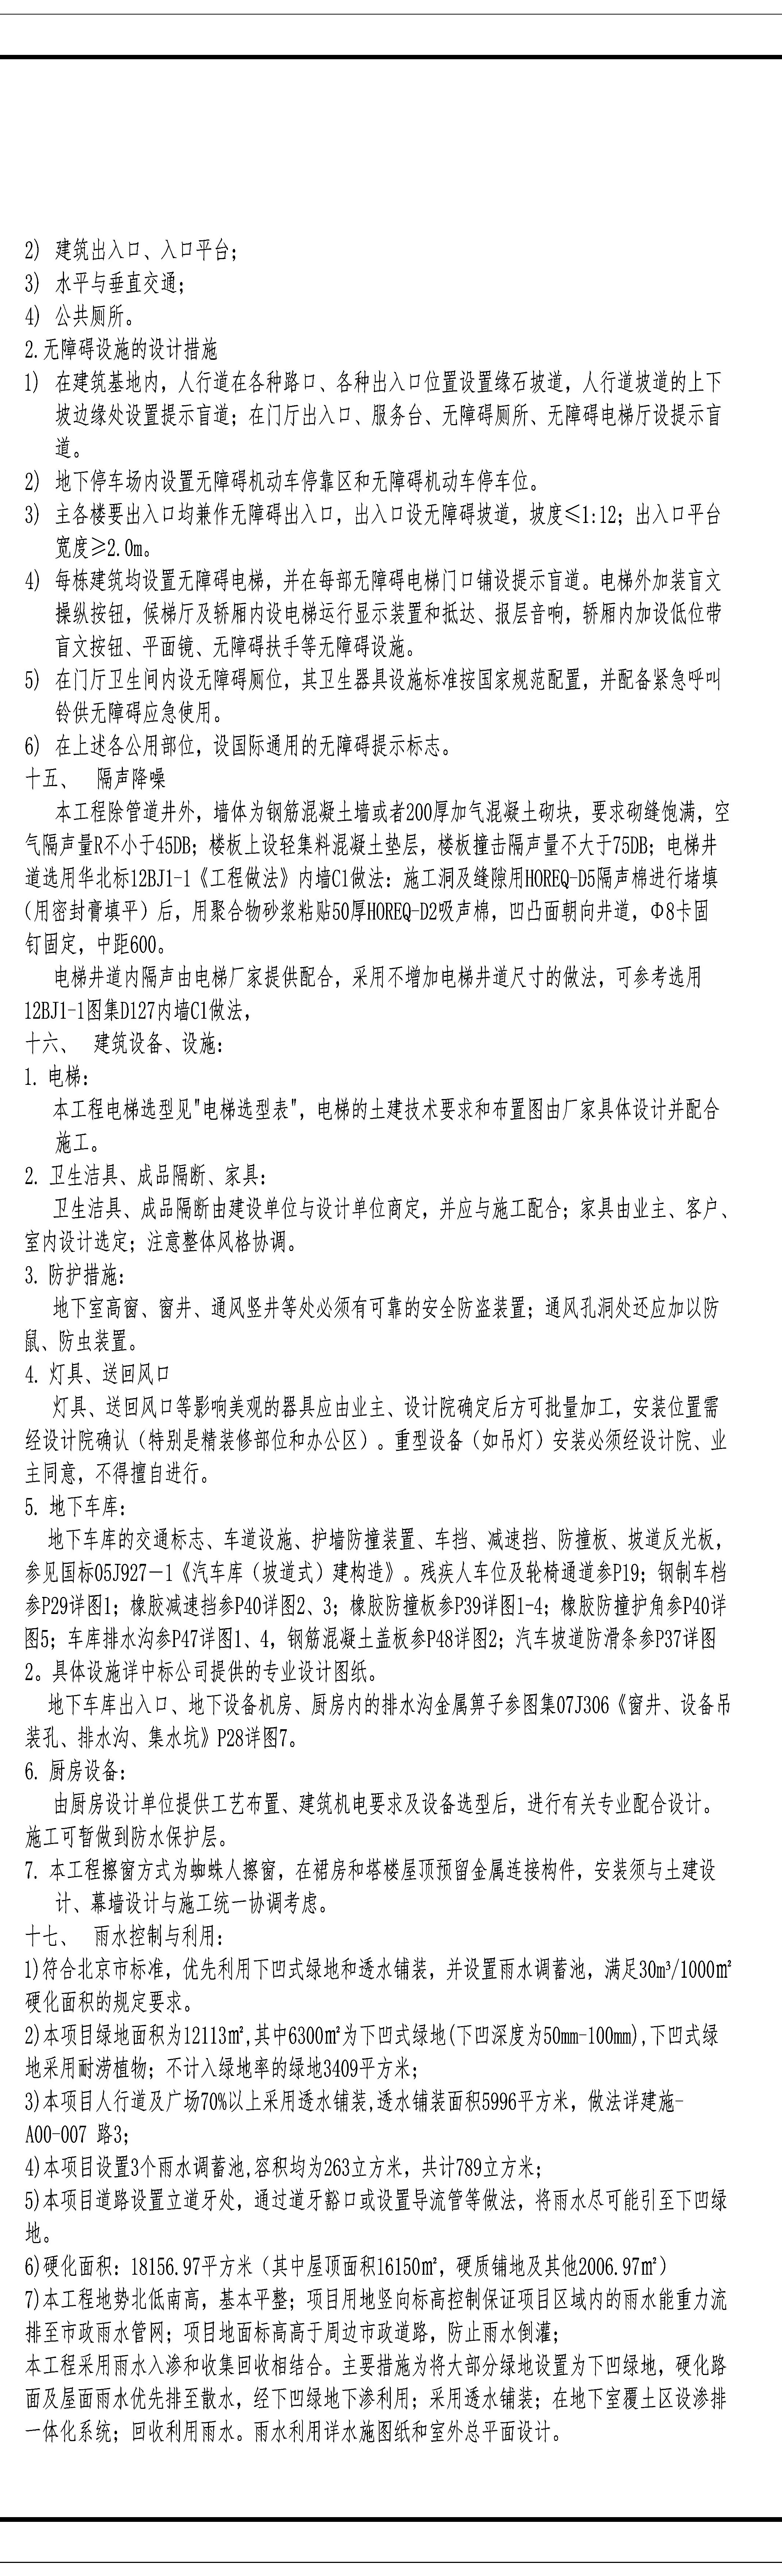 2) 建筑出入口、入口平台；
3) 水平与垂直交通；
4) 公共厕所。
2.无障碍设施的设计措施
1) 在建筑基地内，人行道在各种路口、各种出入口位置设置缘石坡道，人行道坡道的上下
坡边缘处设置提示盲道；在门厅出入口、服务台、无障碍厕所、无障碍电梯厅设提示盲
道。
2) 地下停车场内设置无障碍机动车停靠区和无障碍机动车停车位。
3) 主各楼要出入口均兼作无障碍出入口，出入口设无障碍坡道，坡度≤1:12；出入口平台
宽度≥2.0m。
4) 每栋建筑均设置无障碍电梯，并在每部无障碍电梯门口铺设提示盲道。电梯外加装盲文
操纵按钮，候梯厅及轿厢内设电梯运行显示装置和抵达、报层音响，轿厢内加设低位带
盲文按钮、平面镜、无障碍扶手等无障碍设施。
5) 在门厅卫生间内设无障碍厕位，其卫生器具设施标准按国家规范配置，并配备紧急呼叫
铃供无障碍应急使用。
6) 在上述各公用部位，设国际通用的无障碍提示标志。
十五、 隔声降噪
本工程除管道井外，墙体为钢筋混凝土墙或者200厚加气混凝土砌块，要求砌缝饱满，空
气隔声量R不小于45DB；楼板上设轻集料混凝土垫层，楼板撞击隔声量不大于75DB；电梯井
道选用华北标12BJ1-1《工程做法》内墙C1做法：施工洞及缝隙用HOREQ-D5隔声棉进行堵填
(用密封膏填平）后，用聚合物砂浆粘贴50厚HOREQ-D2吸声棉，凹凸面朝向井道，Φ8卡固
钉固定，中距600。
电梯井道内隔声由电梯厂家提供配合，采用不增加电梯井道尺寸的做法，可参考选用
12BJ1-1图集D127内墙C1做法，
十六、 建筑设备、设施：
1. 电梯：
本工程电梯选型见"电梯选型表"，电梯的土建技术要求和布置图由厂家具体设计并配合
施工。
2. 卫生洁具、成品隔断、家具：
卫生洁具、成品隔断由建设单位与设计单位商定，并应与施工配合；家具由业主、客户、
室内设计选定；注意整体风格协调。
3. 防护措施：
地下室高窗、窗井、通风竖井等处必须有可靠的安全防盗装置；通风孔洞处还应加以防
鼠、防虫装置。
4. 灯具、送回风口
灯具、送回风口等影响美观的器具应由业主、设计院确定后方可批量加工，安装位置需
经设计院确认（特别是精装修部位和办公区）。重型设备（如吊灯）安装必须经设计院、业
主同意，不得擅自进行。
5. 地下车库：
地下车库的交通标志、车道设施、护墙防撞装置、车挡、减速挡、防撞板、坡道反光板，
参见国标05J927－1《汽车库（坡道式）建构造》。残疾人车位及轮椅通道参P19；钢制车档
参P29详图1；橡胶减速挡参P40详图2、3；橡胶防撞板参P39详图1-4；橡胶防撞护角参P40详
图5；车库排水沟参P47详图1、4，钢筋混凝土盖板参P48详图2；汽车坡道防滑条参P37详图
2。具体设施详中标公司提供的专业设计图纸。
地下车库出入口、地下设备机房、厨房内的排水沟金属箅子参图集07J306《窗井、设备吊
装孔、排水沟、集水坑》P28详图7。
6. 厨房设备：
由厨房设计单位提供工艺布置、建筑机电要求及设备选型后，进行有关专业配合设计。
施工可暂做到防水保护层。
7. 本工程擦窗方式为蜘蛛人擦窗，在裙房和塔楼屋顶预留金属连接构件，安装须与土建设
计、幕墙设计与施工统一协调考虑。
十七、 雨水控制与利用：
1)符合北京市标准，优先利用下凹式绿地和透水铺装，并设置雨水调蓄池，满足30m³/1000㎡
硬化面积的规定要求。
2)本项目绿地面积为12113㎡,其中6300㎡为下凹式绿地(下凹深度为50mm-100mm),下凹式绿
地采用耐涝植物；不计入绿地率的绿地3409平方米；
3)本项目人行道及广场70%以上采用透水铺装,透水铺装面积5996平方米，做法详建施-
A00-007 路3；
4)本项目设置3个雨水调蓄池,容积均为263立方米，共计789立方米；
5)本项目道路设置立道牙处，通过道牙豁口或设置导流管等做法，将雨水尽可能引至下凹绿
地。
6)硬化面积：18156.97平方米（其中屋顶面积16150㎡，硬质铺地及其他2006.97㎡）
7)本工程地势北低南高，基本平整；项目用地竖向标高控制保证项目区域内的雨水能重力流
排至市政雨水管网；项目地面标高高于周边市政道路，防止雨水倒灌；
本工程采用雨水入渗和收集回收相结合。主要措施为将大部分绿地设置为下凹绿地，硬化路
面及屋面雨水优先排至散水，经下凹绿地下渗利用；采用透水铺装；在地下室覆土区设渗排
一体化系统；回收利用雨水。雨水利用详水施图纸和室外总平面设计。